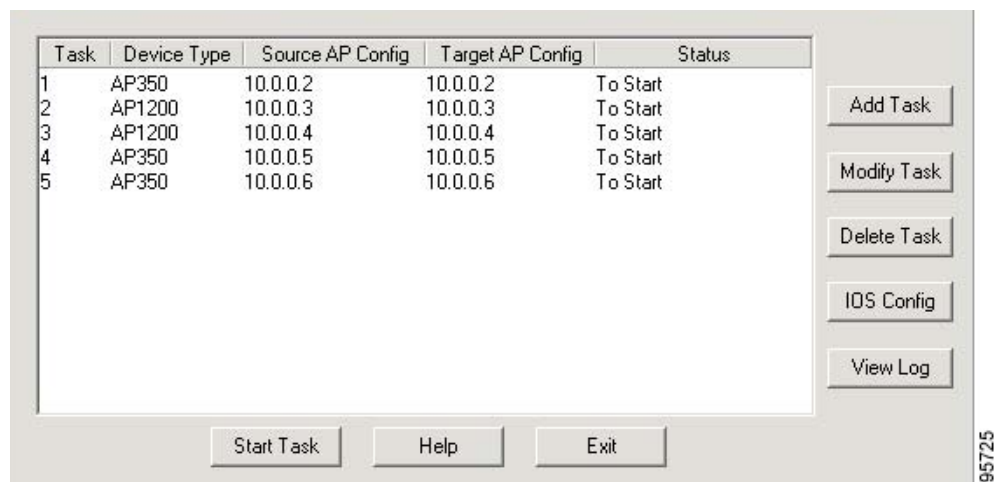 Task Device Type Source AP Config Target AP Config Status
1 AP350 10.0.0.2 10.0.0.2 To Start
2 AP1200 10.0.0.3 10.0.0.3 To Start
3 AP1200 10.0.0.4 10.0.0.4 To Start
4 AP350 10.0.0.5 10.0.0.5 To Start
5 AP350 10.0.0.6 10.0.0.6 To Start
Add Task
Modify Task
Delete Task
IOS Config
View Log
Start Task Help Exit
95725